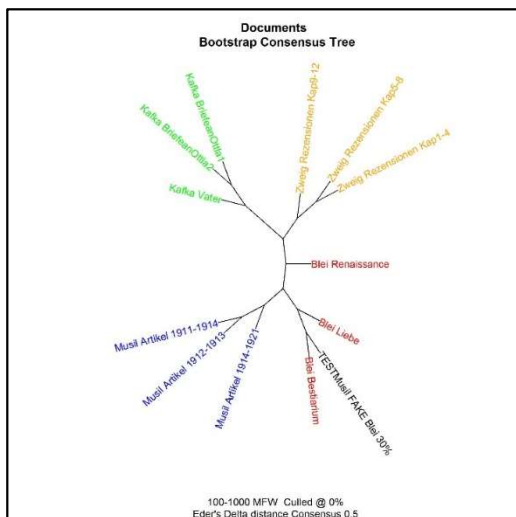 Documents
Bootstrap Consensus Tree
Kafka BriefeanOttla1
Kafka BriefeanOttla2
Kafka Vater
Zweig Rezensionen Kap9-12
Zweig Rezensionen Kap5-8
Zweig Rezensionen Kap1-4
Blei Renaissance
Blei Liebe
TESTMusil FAKE Blei 30%
Blei Bestiarium
Musil Artikel 1911-1914
Musil Artikel 1912-1913
Musil Artikel 1914-1921
100-1000 MFW Culled @ 0%
Eder's Delta distance Consensus 0.5